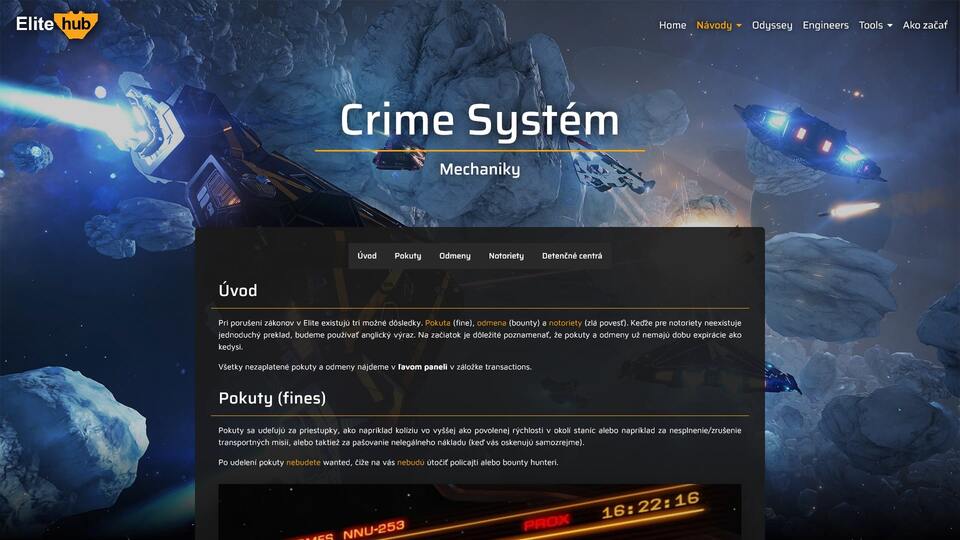 Elite hub
Home Návody Odyssey Engineers Tools Ako začať
Crime Systém
Mechaniky
Úvod Pokuty Odmeny Notoriety Detenčné centrá
Úvod
Pri porušení zákonov v Elite existujú tri možné dôsledky. Pokuta (fine), odmena (bounty) a notoriety (zlá povesť). Keďže pre notoriety neexistuje
jednoduchý preklad, budeme používať anglický výraz. Na začiatok je dôležité poznamenať, že pokuty a odmeny už nemajú dobu expirácie ako
kedysi.
Všetky nezaplatené pokuty a odmeny nájdeme v ľavom paneli v záložke transactions.
Pokuty (fines)
Pokuty sa udeľujú za priestupky, ako napríklad kolíziu vo vyššej ako povolenej rýchlosti v okolí staníc alebo napríklad za nesplnenie/zrušenie
transportných misií, alebo taktiež za pašovanie nelegálneho nákladu (keď vás oskenujú samozrejme).
Po udelení pokuty nebudete wanted, čiže na vás nebudú útočiť policajti alebo bounty hunteri.
NNU-253
PROX
16:22:16